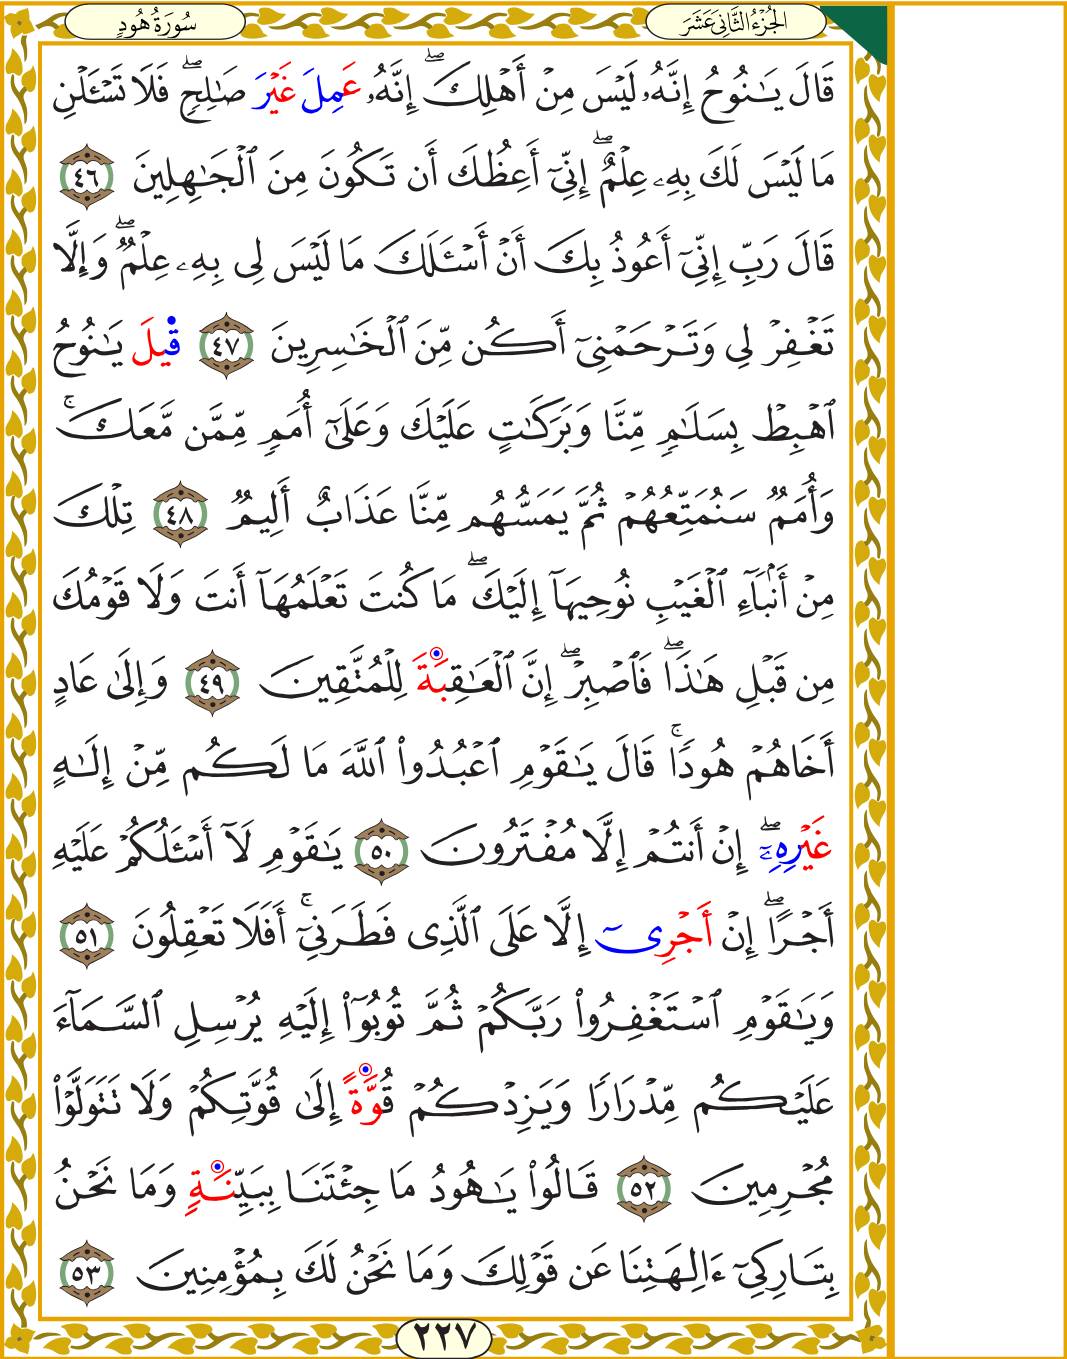 الجُزْءُ الثَّانِيَ عَشَرَ
سُورَةُ هُودٍ
قَالَ يَٰنُوحُ إِنَّهُۥ لَيۡسَ مِنۡ أَهۡلِكَۖ إِنَّهُۥ عَمِلَ غَيۡرَ صَٰلِحٖۖ فَلَا تَسۡـَٔلۡنِ
مَا لَيۡسَ لَكَ بِهِۦ عِلۡمٌۖ إِنِّيٓ أَعِظُكَ أَن تَكُونَ مِنَ ٱلۡجَٰهِلِينَ ٤٦
قَالَ رَبِّ إِنِّيٓ أَعُوذُ بِكَ أَنۡ أَسۡـَٔلَكَ مَا لَيۡسَ لِي بِهِۦ عِلۡمٞۖ وَإِلَّا
تَغۡفِرۡ لِي وَتَرۡحَمۡنِيٓ أَكُن مِّنَ ٱلۡخَٰسِرِينَ ٤٧ قِيلَ يَٰنُوحُ
ٱهۡبِطۡ بِسَلَٰمٖ مِّنَّا وَبَرَكَٰتٍ عَلَيۡكَ وَعَلَىٰٓ أُمَمٖ مِّمَّن مَّعَكَۚ
وَأُمَمٞ سَنُمَتِّعُهُمۡ ثُمَّ يَمَسُّهُم مِّنَّا عَذَابٌ أَلِيمٞ ٤٨ تِلۡكَ
مِنۡ أَنۢبَآءِ ٱلۡغَيۡبِ نُوحِيهَآ إِلَيۡكَۖ مَا كُنتَ تَعۡلَمُهَآ أَنتَ وَلَا قَوۡمُكَ
مِن قَبۡلِ هَٰذَاۖ فَٱصۡبِرۡۖ إِنَّ ٱلۡعَٰقِبَةَ لِلۡمُتَّقِينَ ٤٩ وَإِلَىٰ عَادٍ
أَخَاهُمۡ هُودٗاۚ قَالَ يَٰقَوۡمِ ٱعۡبُدُواْ ٱللَّهَ مَا لَكُم مِّنۡ إِلَٰهٍ
غَيۡرِهِۦٓۖ إِنۡ أَنتُمۡ إِلَّا مُفۡتَرُونَ ٥٠ يَٰقَوۡمِ لَآ أَسۡـَٔلُكُمۡ عَلَيۡهِ
أَجۡرًاۖ إِنۡ أَجۡرِيٓ إِلَّا عَلَى ٱلَّذِي فَطَرَنِيٓۚ أَفَلَا تَعۡقِلُونَ ٥١
وَيَٰقَوۡمِ ٱسۡتَغۡفِرُواْ رَبَّكُمۡ ثُمَّ تُوبُوٓاْ إِلَيۡهِ يُرۡسِلِ ٱلسَّمَآءَ
عَلَيۡكُم مِّدۡرَارٗا وَيَزِدۡكُمۡ قُوَّةً إِلَىٰ قُوَّتِكُمۡ وَلَا تَتَوَلَّوۡاْ
مُجۡرِمِينَ ٥٢ قَالُواْ يَٰهُودُ مَا جِئۡتَنَا بِبَيِّنَةٖ وَمَا نَحۡنُ
بِتَارِكِيٓ ءَالِهَتِنَا عَن قَوۡلِكَ وَمَا نَحۡنُ لَكَ بِمُؤۡمِنِينَ ٥٣
٢٢٧